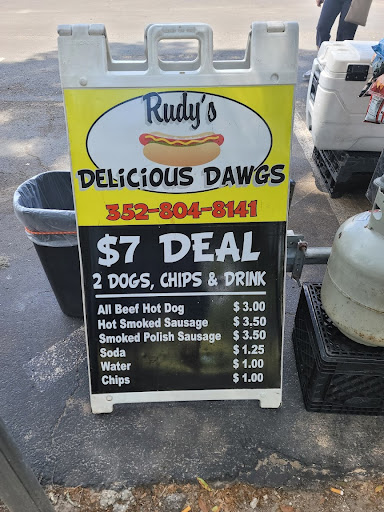 Rudy's
DELiCiOUS DAWGS
352-804-8141
$7 DEAL
2 DOGS, CHIPS & DRINK
All Beef Hot Dog $3.00
Hot Smoked Sausage $3.50
Smoked Polish Sausage $3.50
Soda $1.25
Water $1.00
Chips $1.00